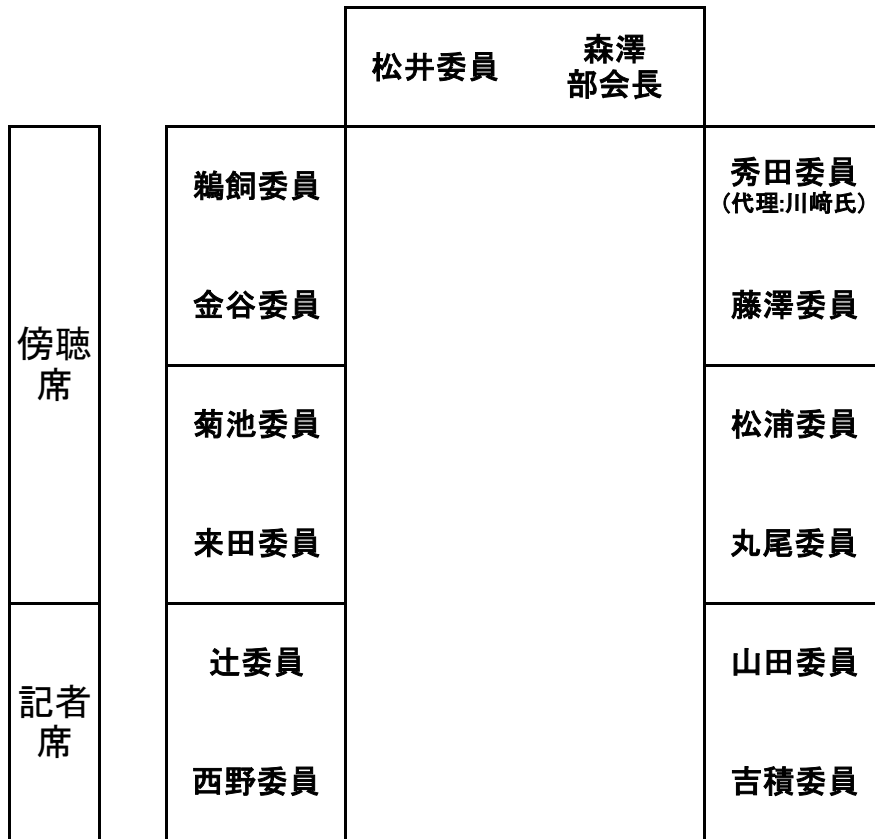 松井委員
森澤
部会長
傍聴
席
鵜飼委員
秀田委員
(代理:川﨑氏)
金谷委員
藤澤委員
菊池委員
松浦委員
来田委員
丸尾委員
記者
席
辻委員
山田委員
西野委員
吉積委員